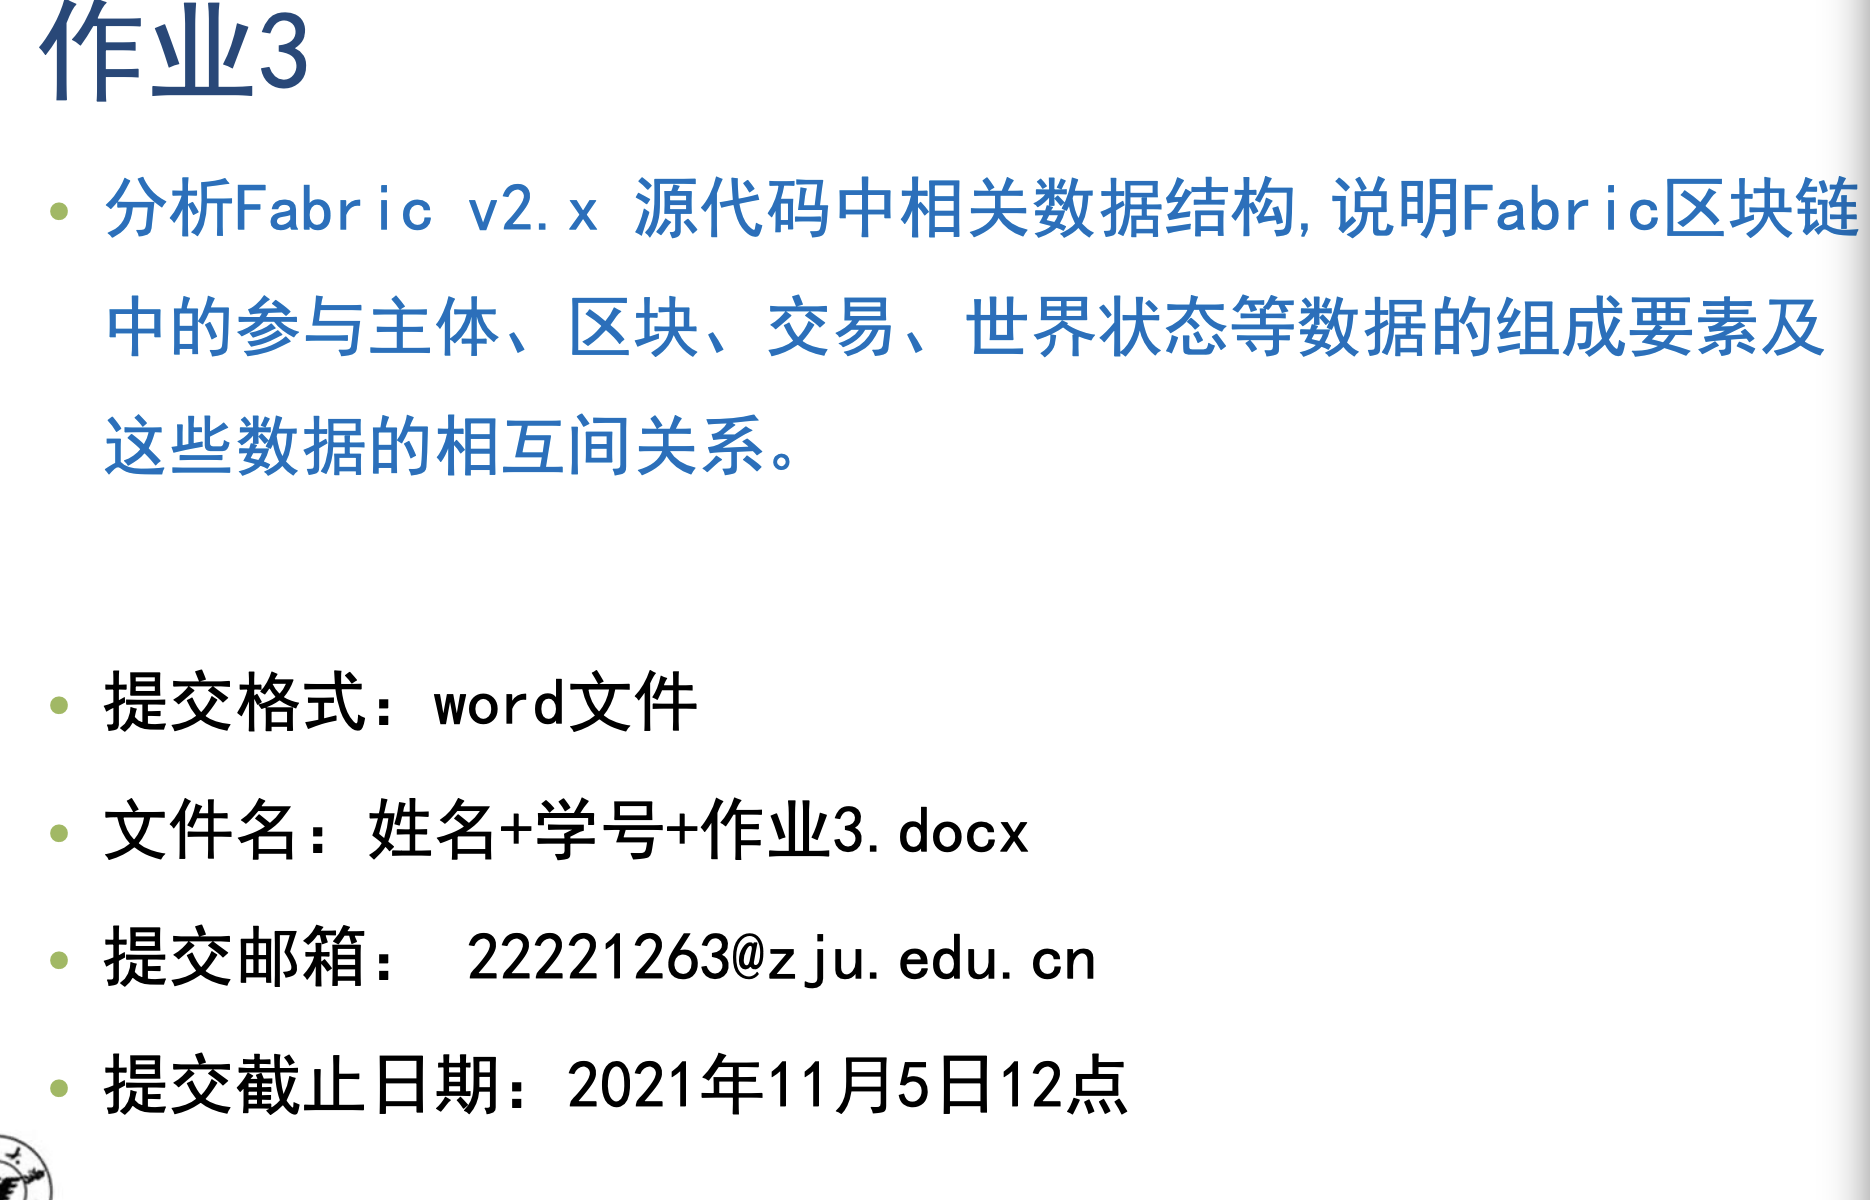 作业3
• 分析Fabric v2.x 源代码中相关数据结构,说明Fabric区块链
中的参与主体、区块、交易、世界状态等数据的组成要素及
这些数据的相互间关系。
• 提交格式：word文件
• 文件名：姓名+学号+作业3.docx
• 提交邮箱： 22221263@zju.edu.cn
• 提交截止日期：2021年11月5日12点